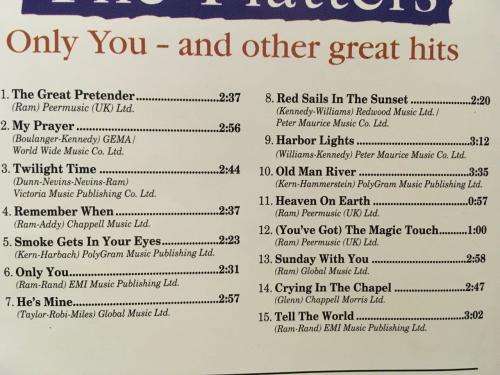 The Platters
Only You – and other great hits
1. The Great Pretender..................2:37
(Ram) Peermusic (UK) Ltd.
2. My Prayer..................2:56
(Boulanger-Kennedy) GEMA/
World Wide Music Co. Ltd.
3. Twilight Time..................2:44
(Dunn-Nevins-Nevins-Ram)
Victoria Music Publishing Co. Ltd.
4. Remember When..................2:37
(Ram-Addy) Chappell Music Ltd.
5. Smoke Gets In Your Eyes..................2:23
(Kern-Harbach) PolyGram Music Publishing Ltd.
6. Only You..................2:31
(Ram-Rand) EMI Music Publishing Ltd.
7. He's Mine..................2:57
(Taylor-Robi-Miles) Global Music Ltd.
8. Red Sails In The Sunset..................2:20
(Kennedy-Williams) Redwood Music Ltd./
Peter Maurice Music Co. Ltd.
9. Harbor Lights..................3:12
(Williams-Kennedy) Peter Maurice Music Co. Ltd.
10. Old Man River..................3:35
(Kern-Hammerstein) PolyGram Music Publishing Ltd.
11. Heaven On Earth..................0:57
(Ram) Peermusic (UK) Ltd.
12. (You've Got) The Magic Touch..........1:00
(Ram) Peermusic (UK) Ltd.
13. Sunday With You..................2:58
(Ram) Global Music Ltd.
14. Crying In The Chapel..................2:47
(Glenn) Chappell Morris Ltd.
15. Tell The World..................3:02
(Ram-Rand) EMI Music Publishing Ltd.